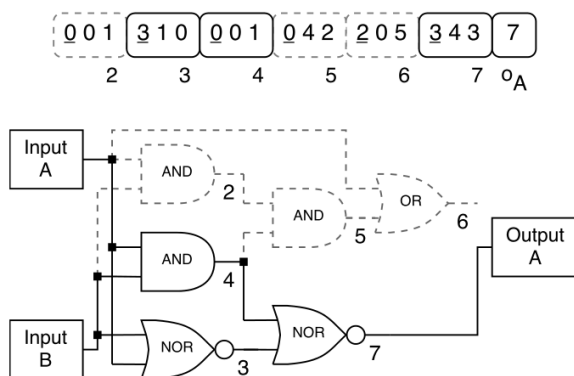 0 0 1 3 1 0 0 0 1 0 4 2 2 0 5 3 4 3 7
2 3 4 5 6 7 oA
Input A
AND
2
AND
OR
5
6
AND
4
Output A
Input B
NOR
3
NOR
7